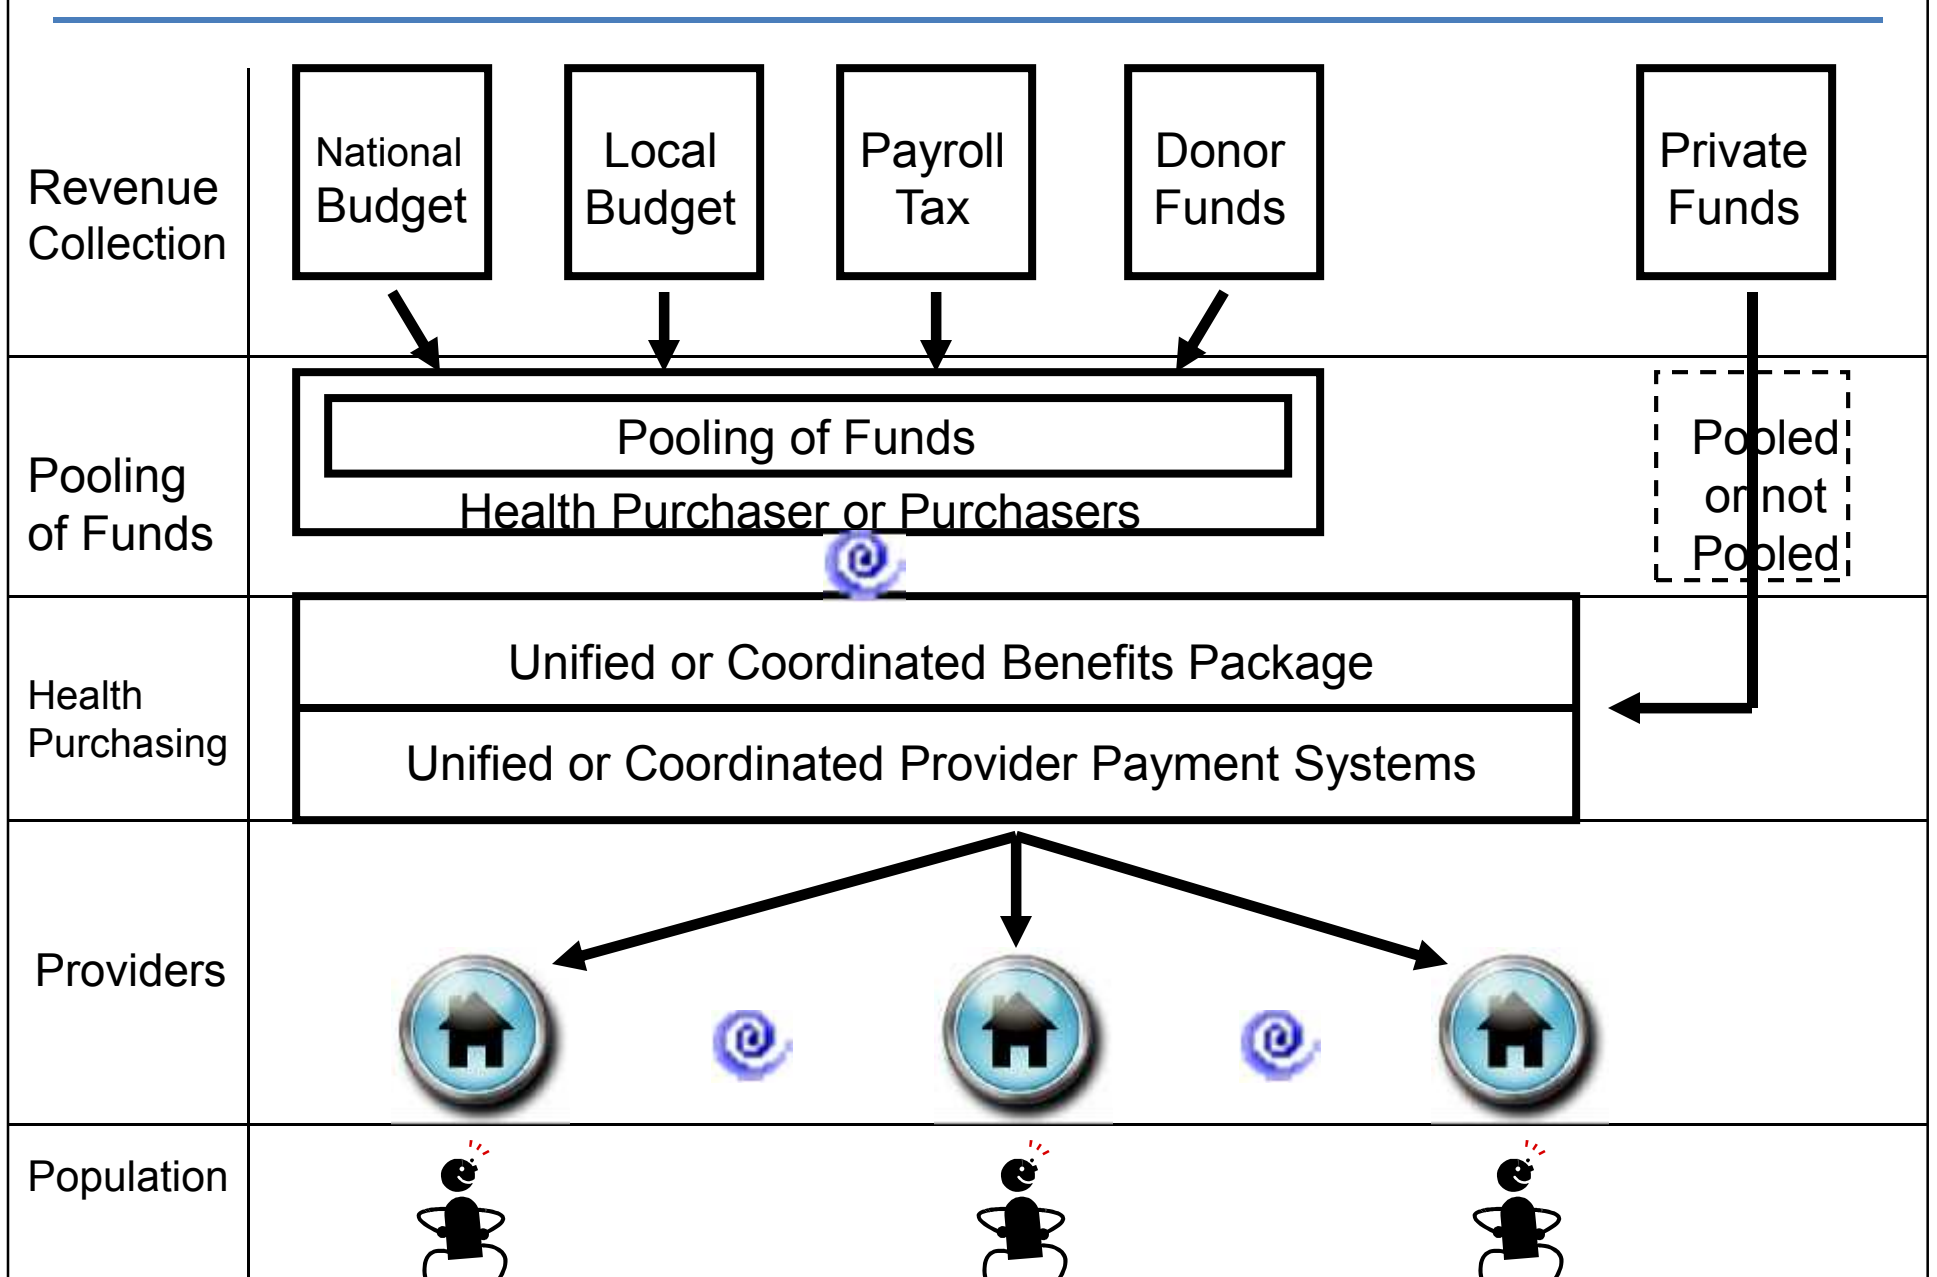 Revenue
Collection
National
Budget
Local
Budget
Payroll
Tax
Donor
Funds
Private
Funds
Pooling
of Funds
Pooling of Funds
Health Purchaser or Purchasers
Pooled
or not
Pooled
Health
Purchasing
Unified or Coordinated Benefits Package
Unified or Coordinated Provider Payment Systems
Providers
Population